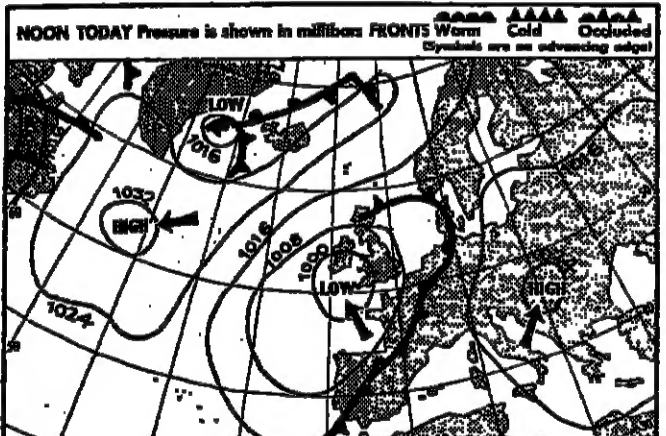 NOON TODAY Pressure is shown in millibars FRONTS Warm Cold Occluded
(Symbols are on advancing edge)
LOW
1016
1032
HIGH
1016
1008
1000
LOW
HIGH
1024